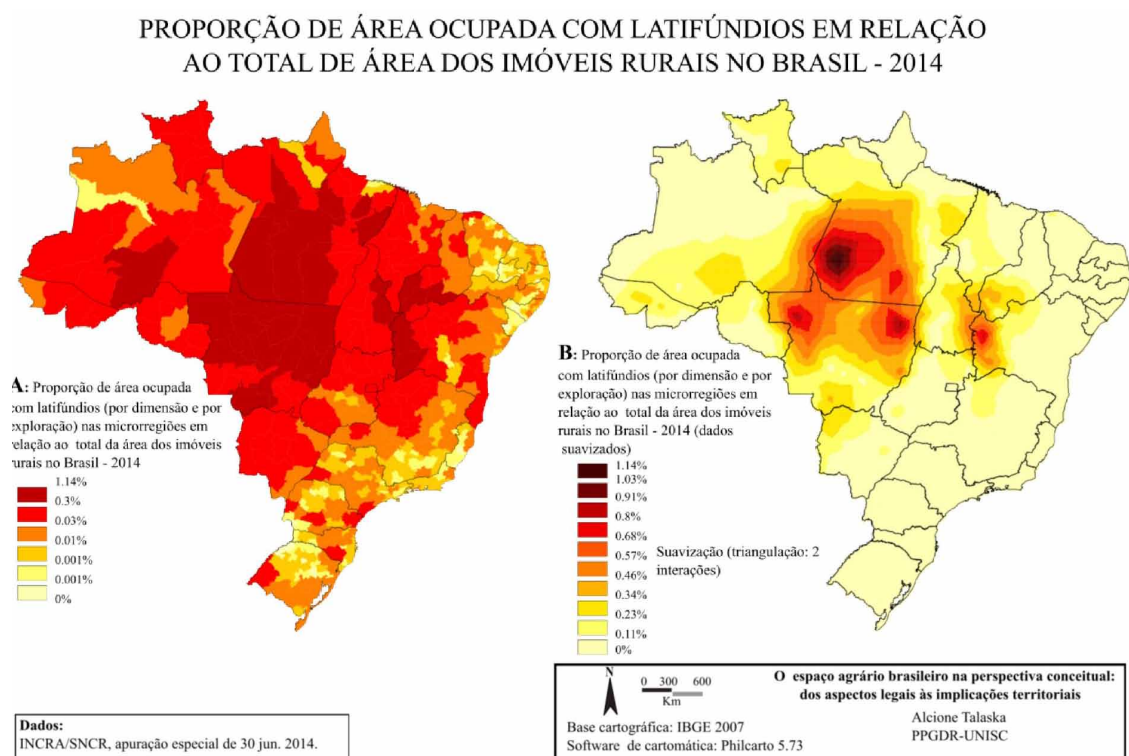 PROPORÇÃO DE ÁREA OCUPADA COM LATIFÚNDIOS EM RELAÇÃO
AO TOTAL DE ÁREA DOS IMÓVEIS RURAIS NO BRASIL - 2014
A: Proporção de área ocupada
com latifúndios (por dimensão e por
exploração) nas microrregiões em
relação ao total da área dos imóveis
rurais no Brasil - 2014
1.14%
0.3%
0.03%
0.01%
0.001%
0.001%
0%
B: Proporção de área ocupada
com latifúndios (por dimensão e por
exploração) nas microrregiões em
relação ao total da área dos imóveis
rurais no Brasil - 2014 (dados
suavizados)
1.14%
1.03%
0.91%
0.8%
0.68%
0.57%
0.46%
0.34%
0.23%
0.11%
0%
Suavização (triangulação: 2
interações)
Dados:
INCRA/SNCR, apuração especial de 30 jun. 2014.
N
0 300 600
Km
Base cartográfica: IBGE 2007
Software de cartomática: Philcarto 5.73
O espaço agrário brasileiro na perspectiva conceitual:
dos aspectos legais às implicações territoriais
Alcione Talaska
PPGDR-UNISC